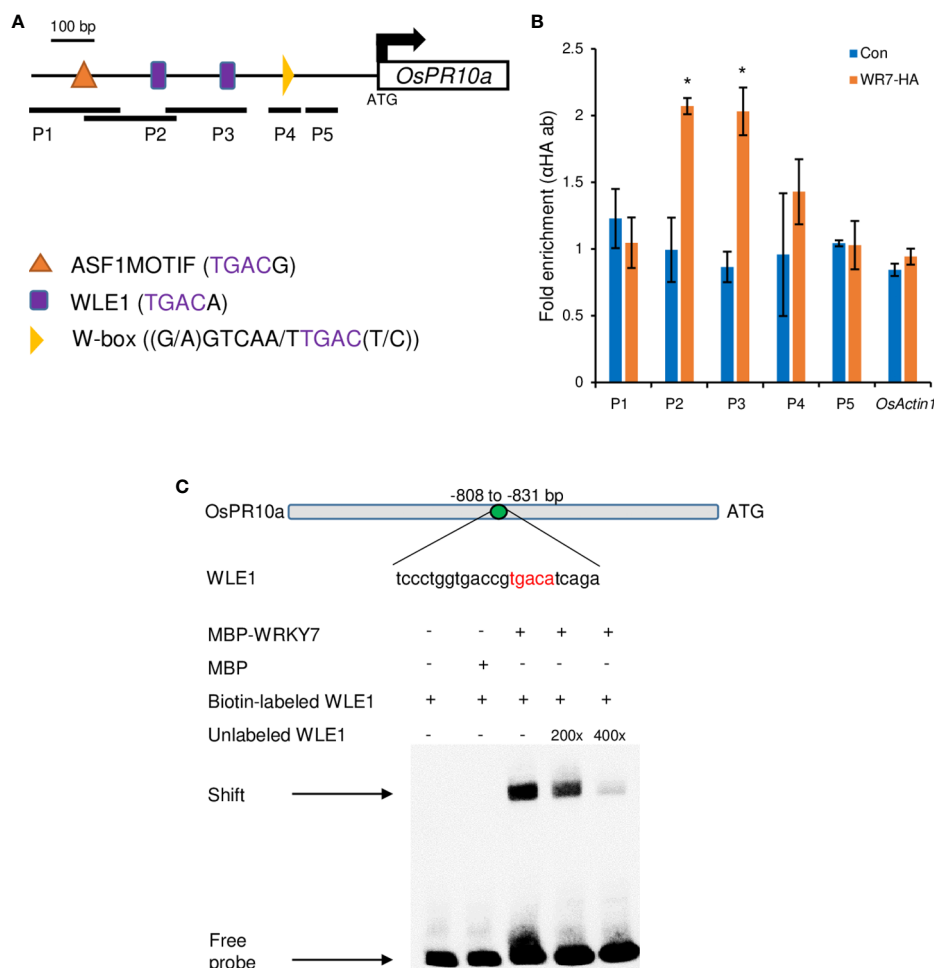 A
100 bp
OsPR10a
ATG
P1
P2
P3
P4
P5
ASF1MOTIF (TGACG)
WLE1 (TGACA)
W-box ((G/A)GTCAA/TTGAC(T/C))
B
Fold enrichment (αHA ab)
2.5
2
1.5
1
0.5
0
Con
WR7-HA
*
*
P1 P2 P3 P4 P5 OsActin1
C
-808 to -831 bp
OsPR10a ATG
WLE1 tccctggtgaccgtgacatcaga
MBP-WRKY7 - - + + +
MBP - + - - -
Biotin-labeled WLE1 + + + + +
Unlabeled WLE1 - - - 200x 400x
Shift
Free
probe